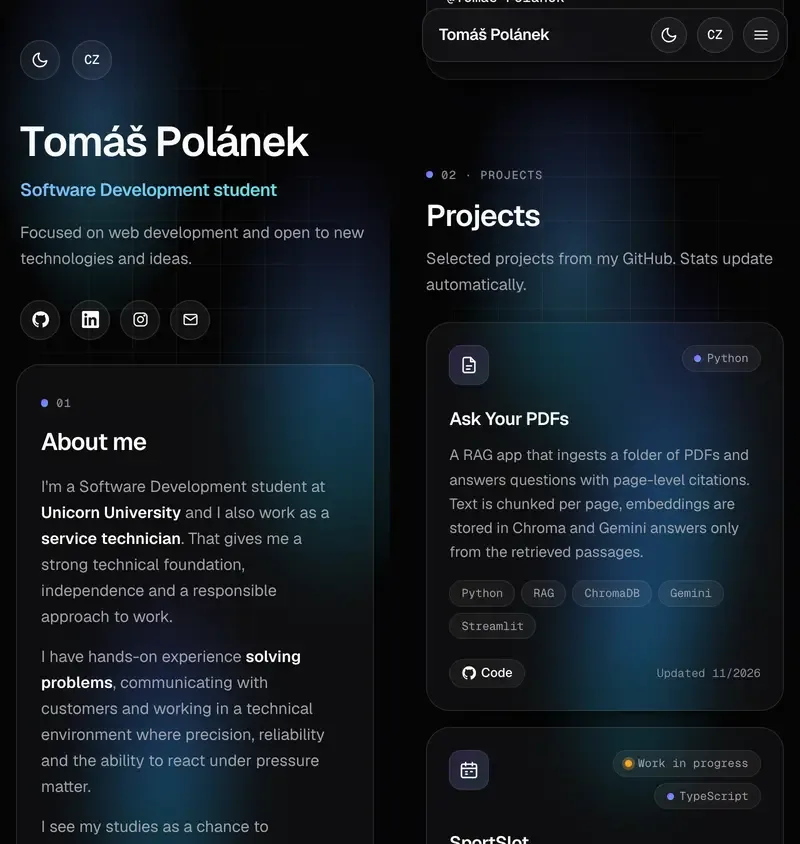 CZ
Tomáš Polánek
Software Development student
Focused on web development and open to new
technologies and ideas.
in
01
About me
I'm a Software Development student at
Unicorn University and I also work as a
service technician. That gives me a
strong technical foundation,
independence and a responsible
approach to work.
I have hands-on experience solving
problems, communicating with
customers and working in a technical
environment where precision, reliability
and the ability to react under pressure
matter.
I see my studies as a chance to
Tomáš Polánek
CZ
02 · PROJECTS
Projects
Selected projects from my GitHub. Stats update
automatically.
Python
Ask Your PDFs
A RAG app that ingests a folder of PDFs and
answers questions with page-level citations.
Text is chunked per page, embeddings are
stored in Chroma and Gemini answers only
from the retrieved passages.
Python RAG ChromaDB Gemini
Streamlit
Code Updated 11/2026
Work in progress
TypeScript
SportSlot